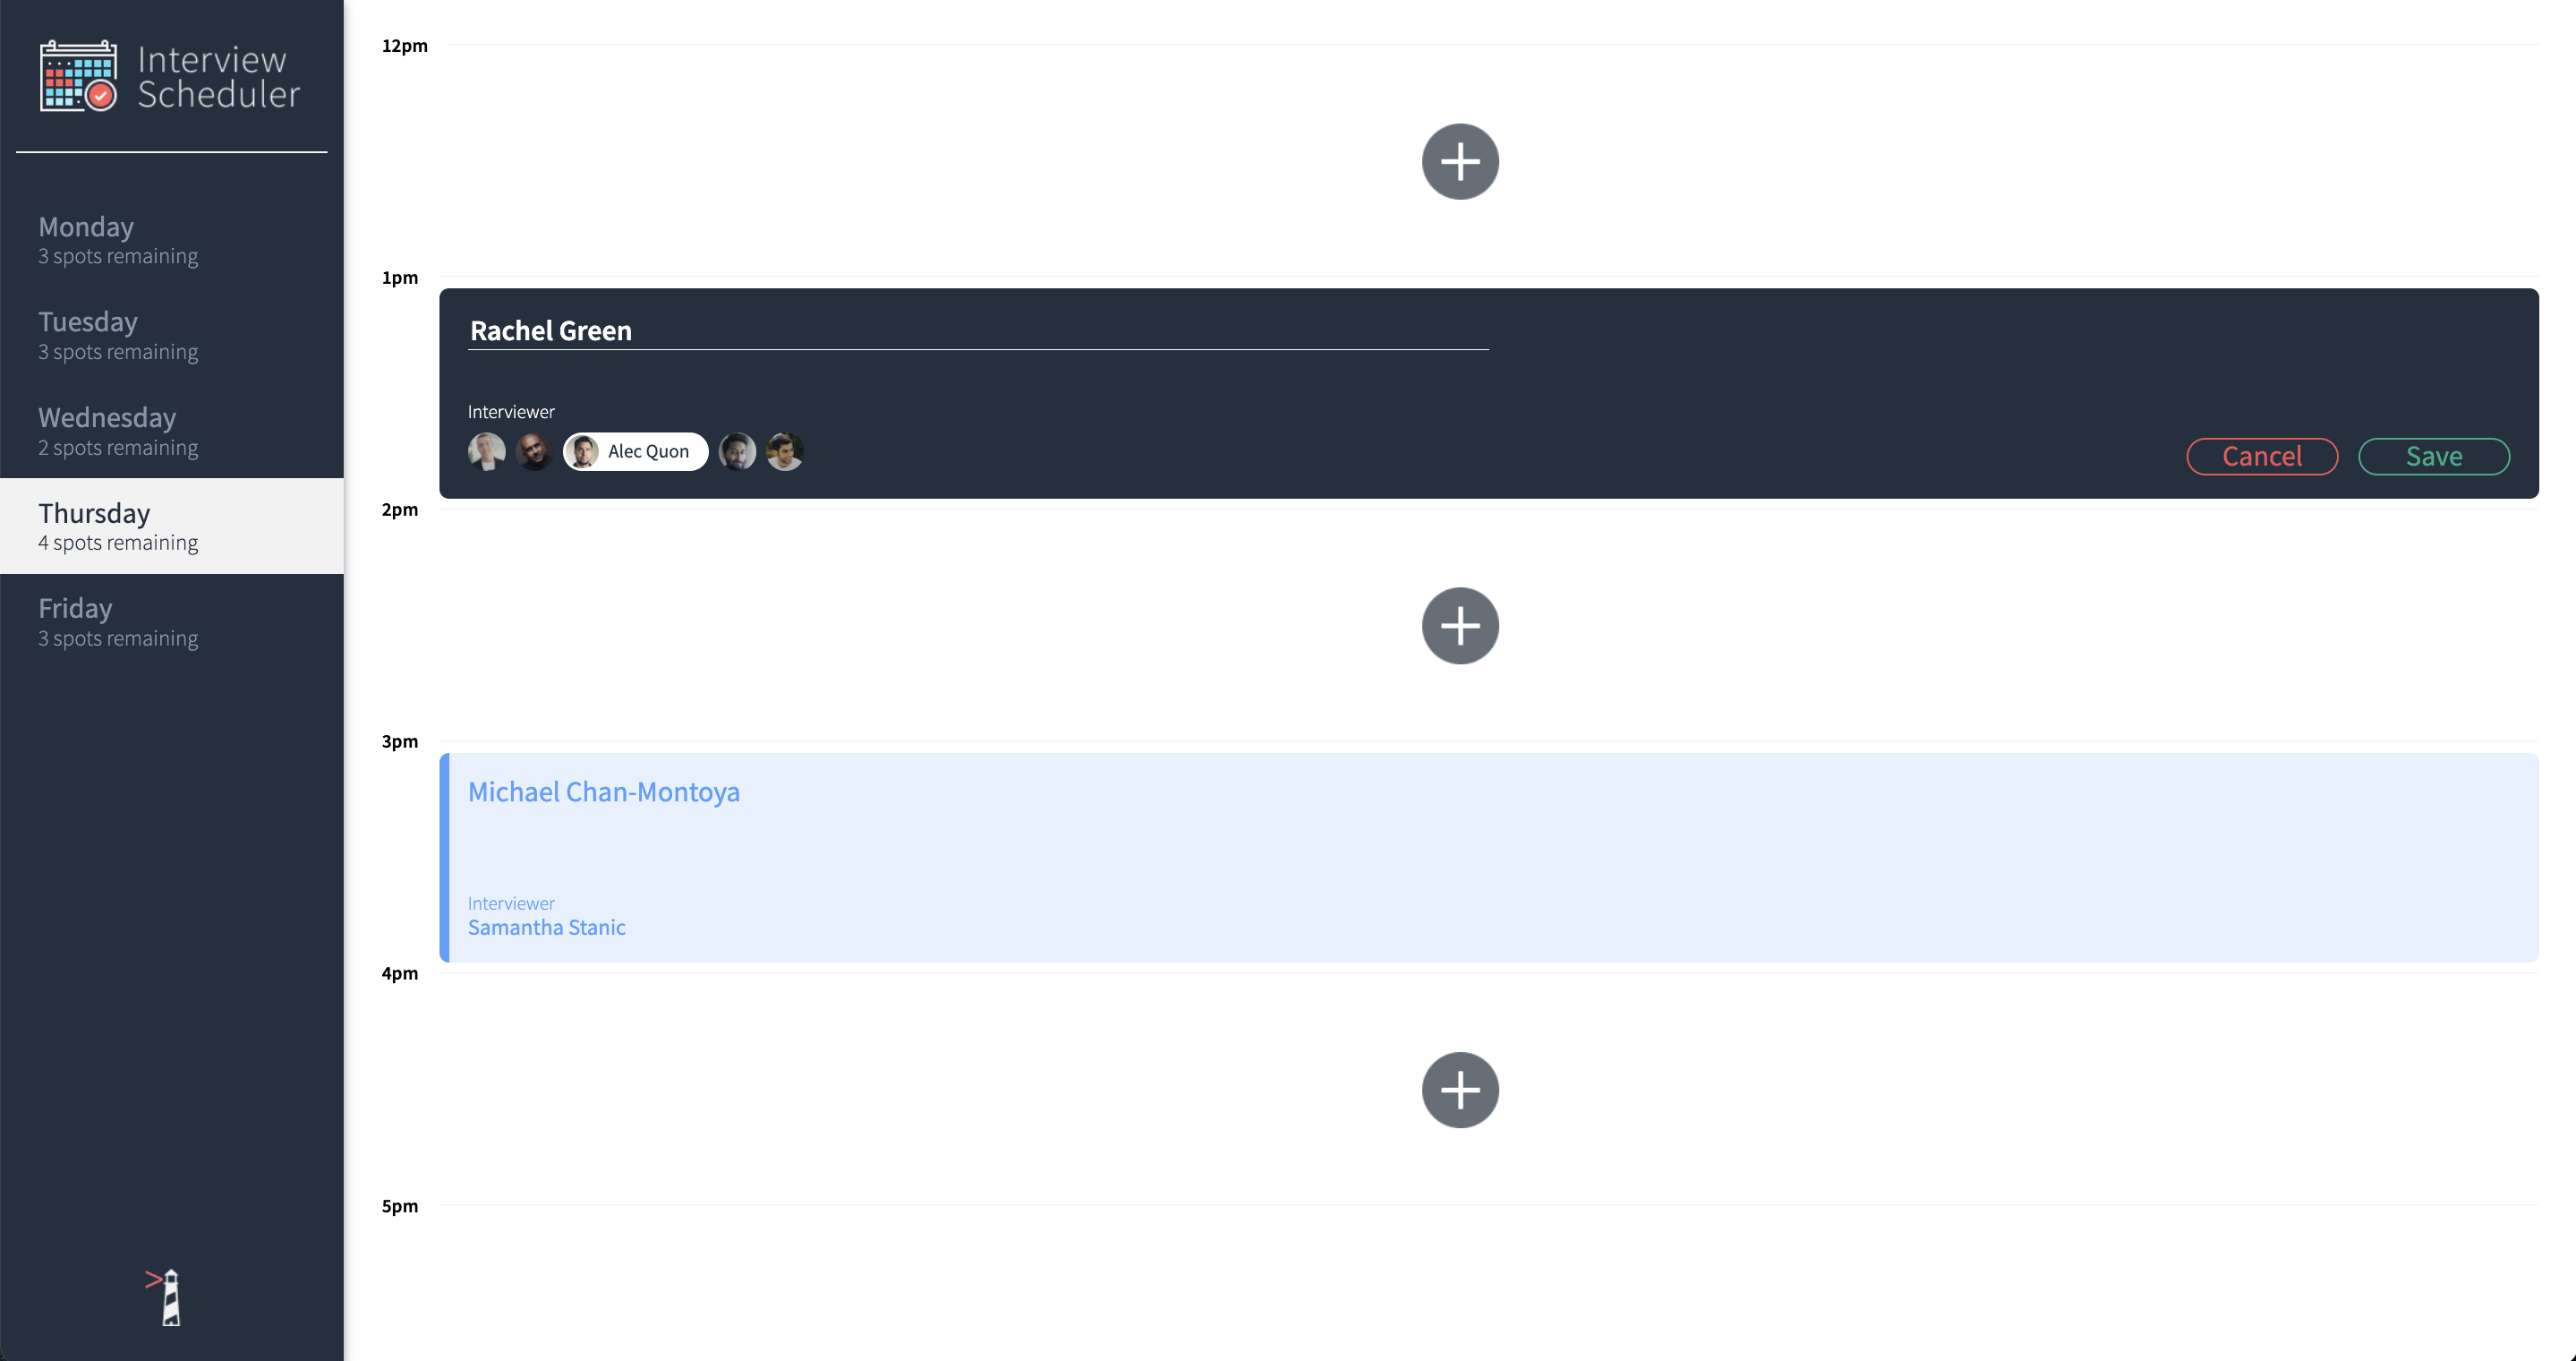 Interview
Scheduler
Monday
3 spots remaining
Tuesday
3 spots remaining
Wednesday
2 spots remaining
Thursday
4 spots remaining
Friday
3 spots remaining
12pm
1pm
Rachel Green
Interviewer
Alec Quon
Cancel
Save
2pm
3pm
Michael Chan-Montoya
Interviewer
Samantha Stanic
4pm
5pm